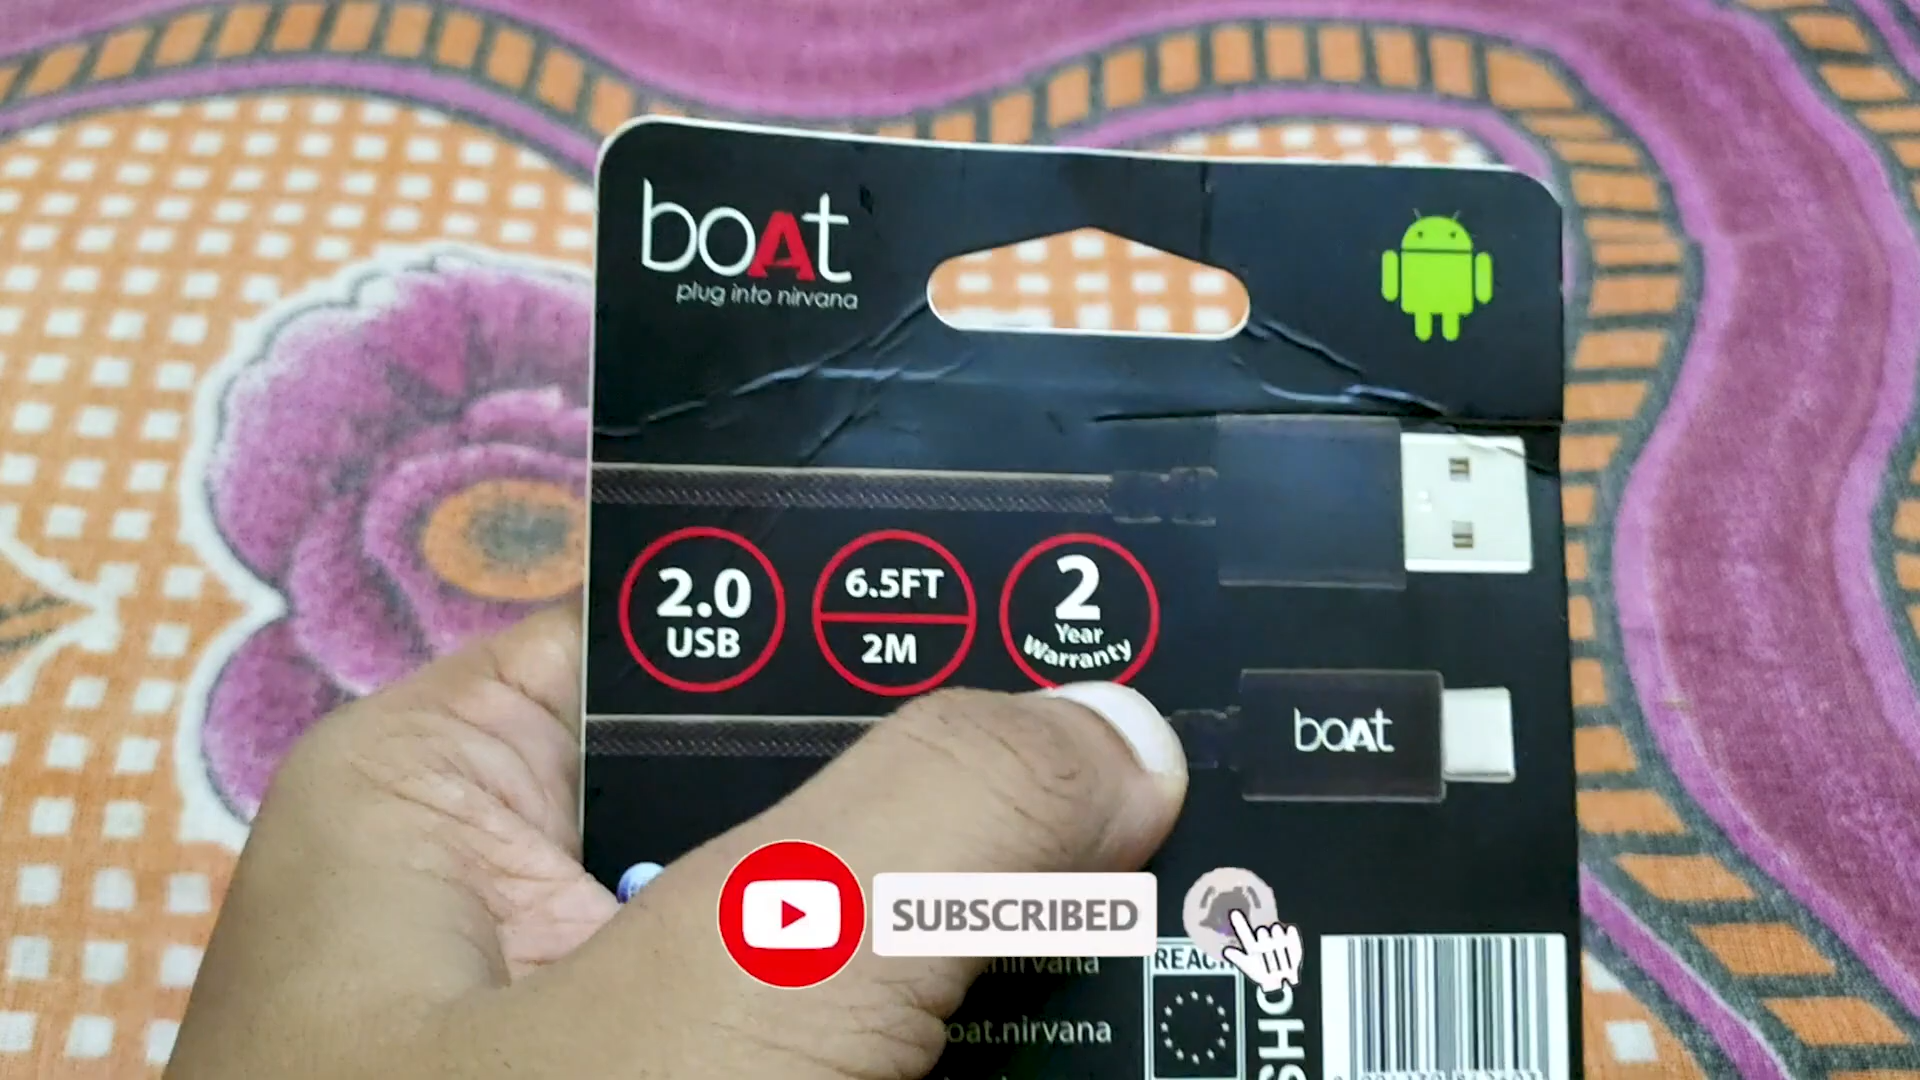 boAt
plug into nirvana
2.0
USB
6.5FT
2M
2
Year
Warranty
boAt
SUBSCRIBED
nirvana
REACH
oat.nirvana